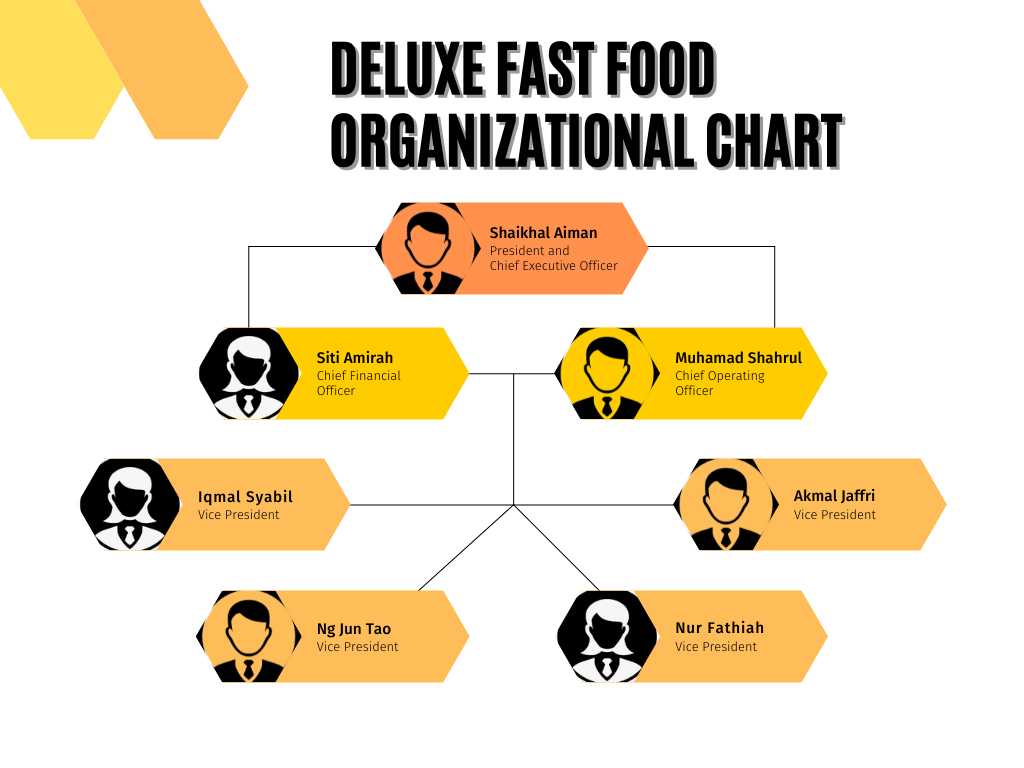 DELUXE FAST FOOD
ORGANIZATIONAL CHART
Shaikhal Aiman
President and
Chief Executive Officer
Siti Amirah
Chief Financial
Officer
Muhamad Shahrul
Chief Operating
Officer
Iqmal Syabil
Vice President
Akmal Jaffri
Vice President
Ng Jun Tao
Vice President
Nur Fathiah
Vice President